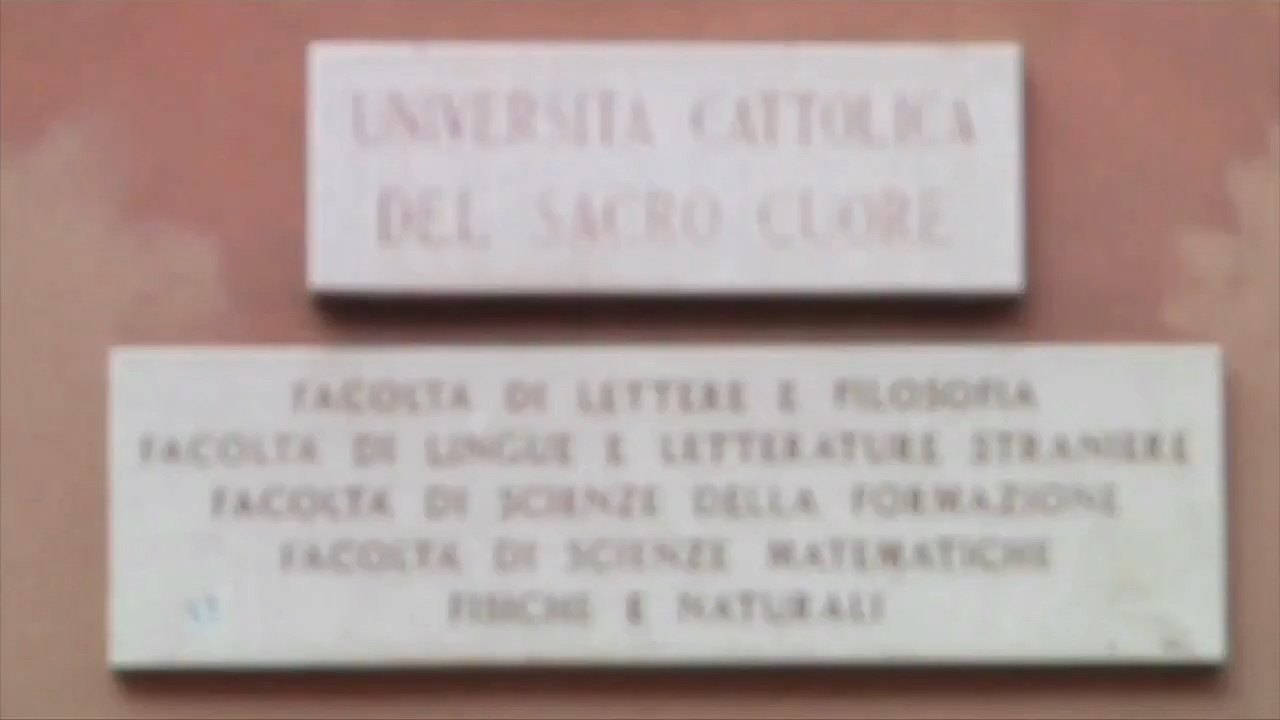 UNIVERSITA CATTOLICA
DEL SACRO CUORE
FACOLTA DI LETTERE E FILOSOFIA
FACOLTA DI LINGUE E LETTERATURE STRANIERE
FACOLTA DI SCIENZE DELLA FORMAZIONE
FACOLTA DI SCIENZE MATEMATICHE
FISICHE E NATURALI